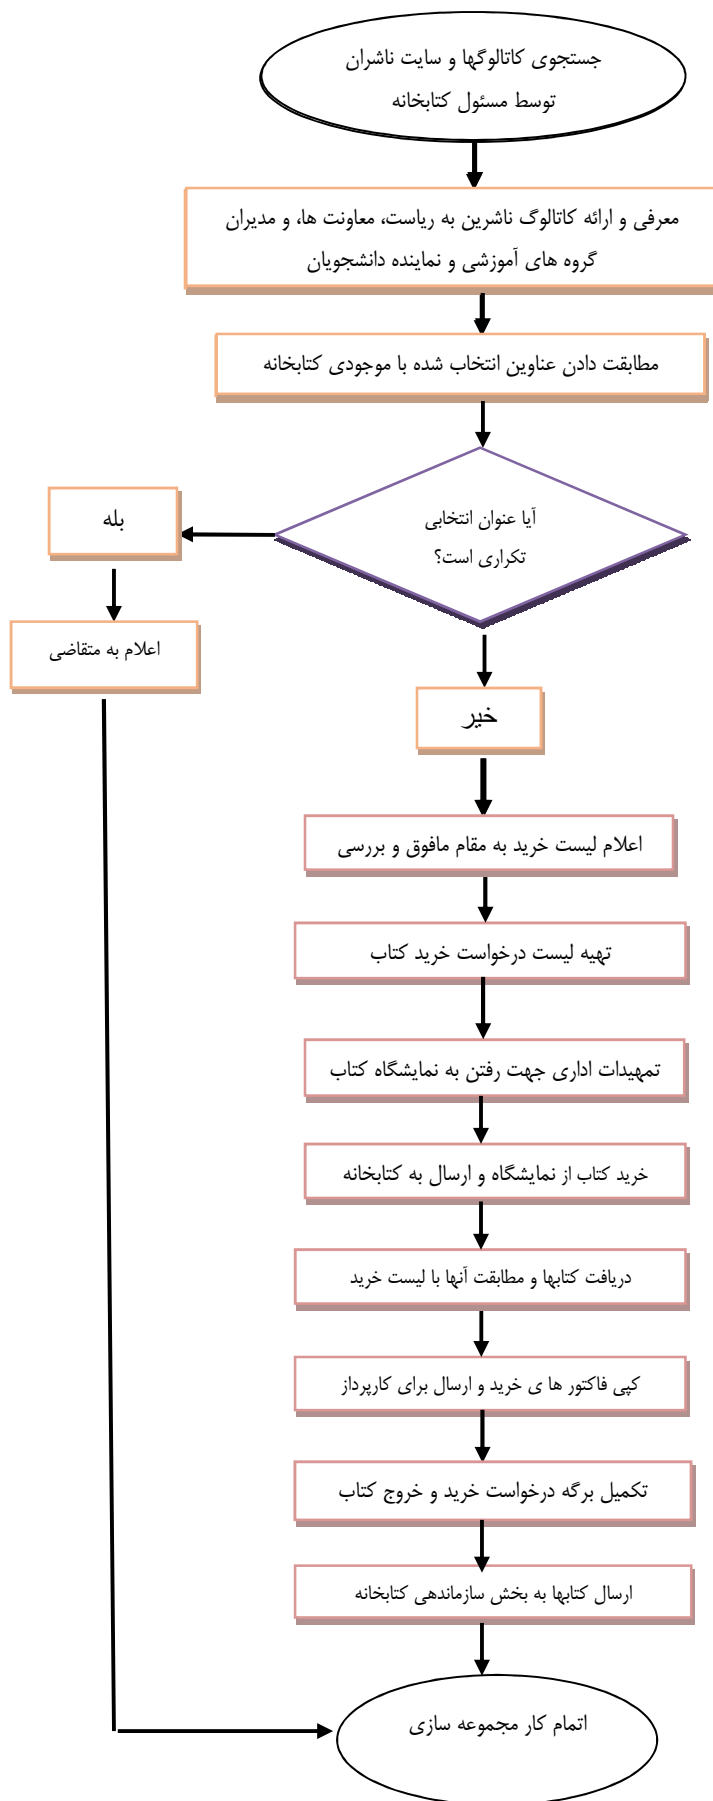 جستجوی کاتالوگها و سایت ناشران
توسط مسئول کتابخانه
معرفی و ارائه کاتالوگ ناشرین به ریاست، معاونت ها، و مدیران
گروه های آموزشی و نماینده دانشجویان
مطابقت دادن عناوین انتخاب شده با موجودی کتابخانه
آیا عنوان انتخابی
تکراری است؟
بله
اعلام به متقاضی
خیر
اعلام لیست خرید به مقام مافوق و بررسی
تهیه لیست درخواست خرید کتاب
تمهیدات اداری جهت رفتن به نمایشگاه کتاب
خرید کتاب از نمایشگاه و ارسال به کتابخانه
دریافت کتابها و مطابقت آنها با لیست خرید
کپی فاکتور ها ی خرید و ارسال برای کارپرداز
تکمیل برگه درخواست خرید و خروج کتاب
ارسال کتابها به بخش سازماندهی کتابخانه
اتمام کار مجموعه سازی